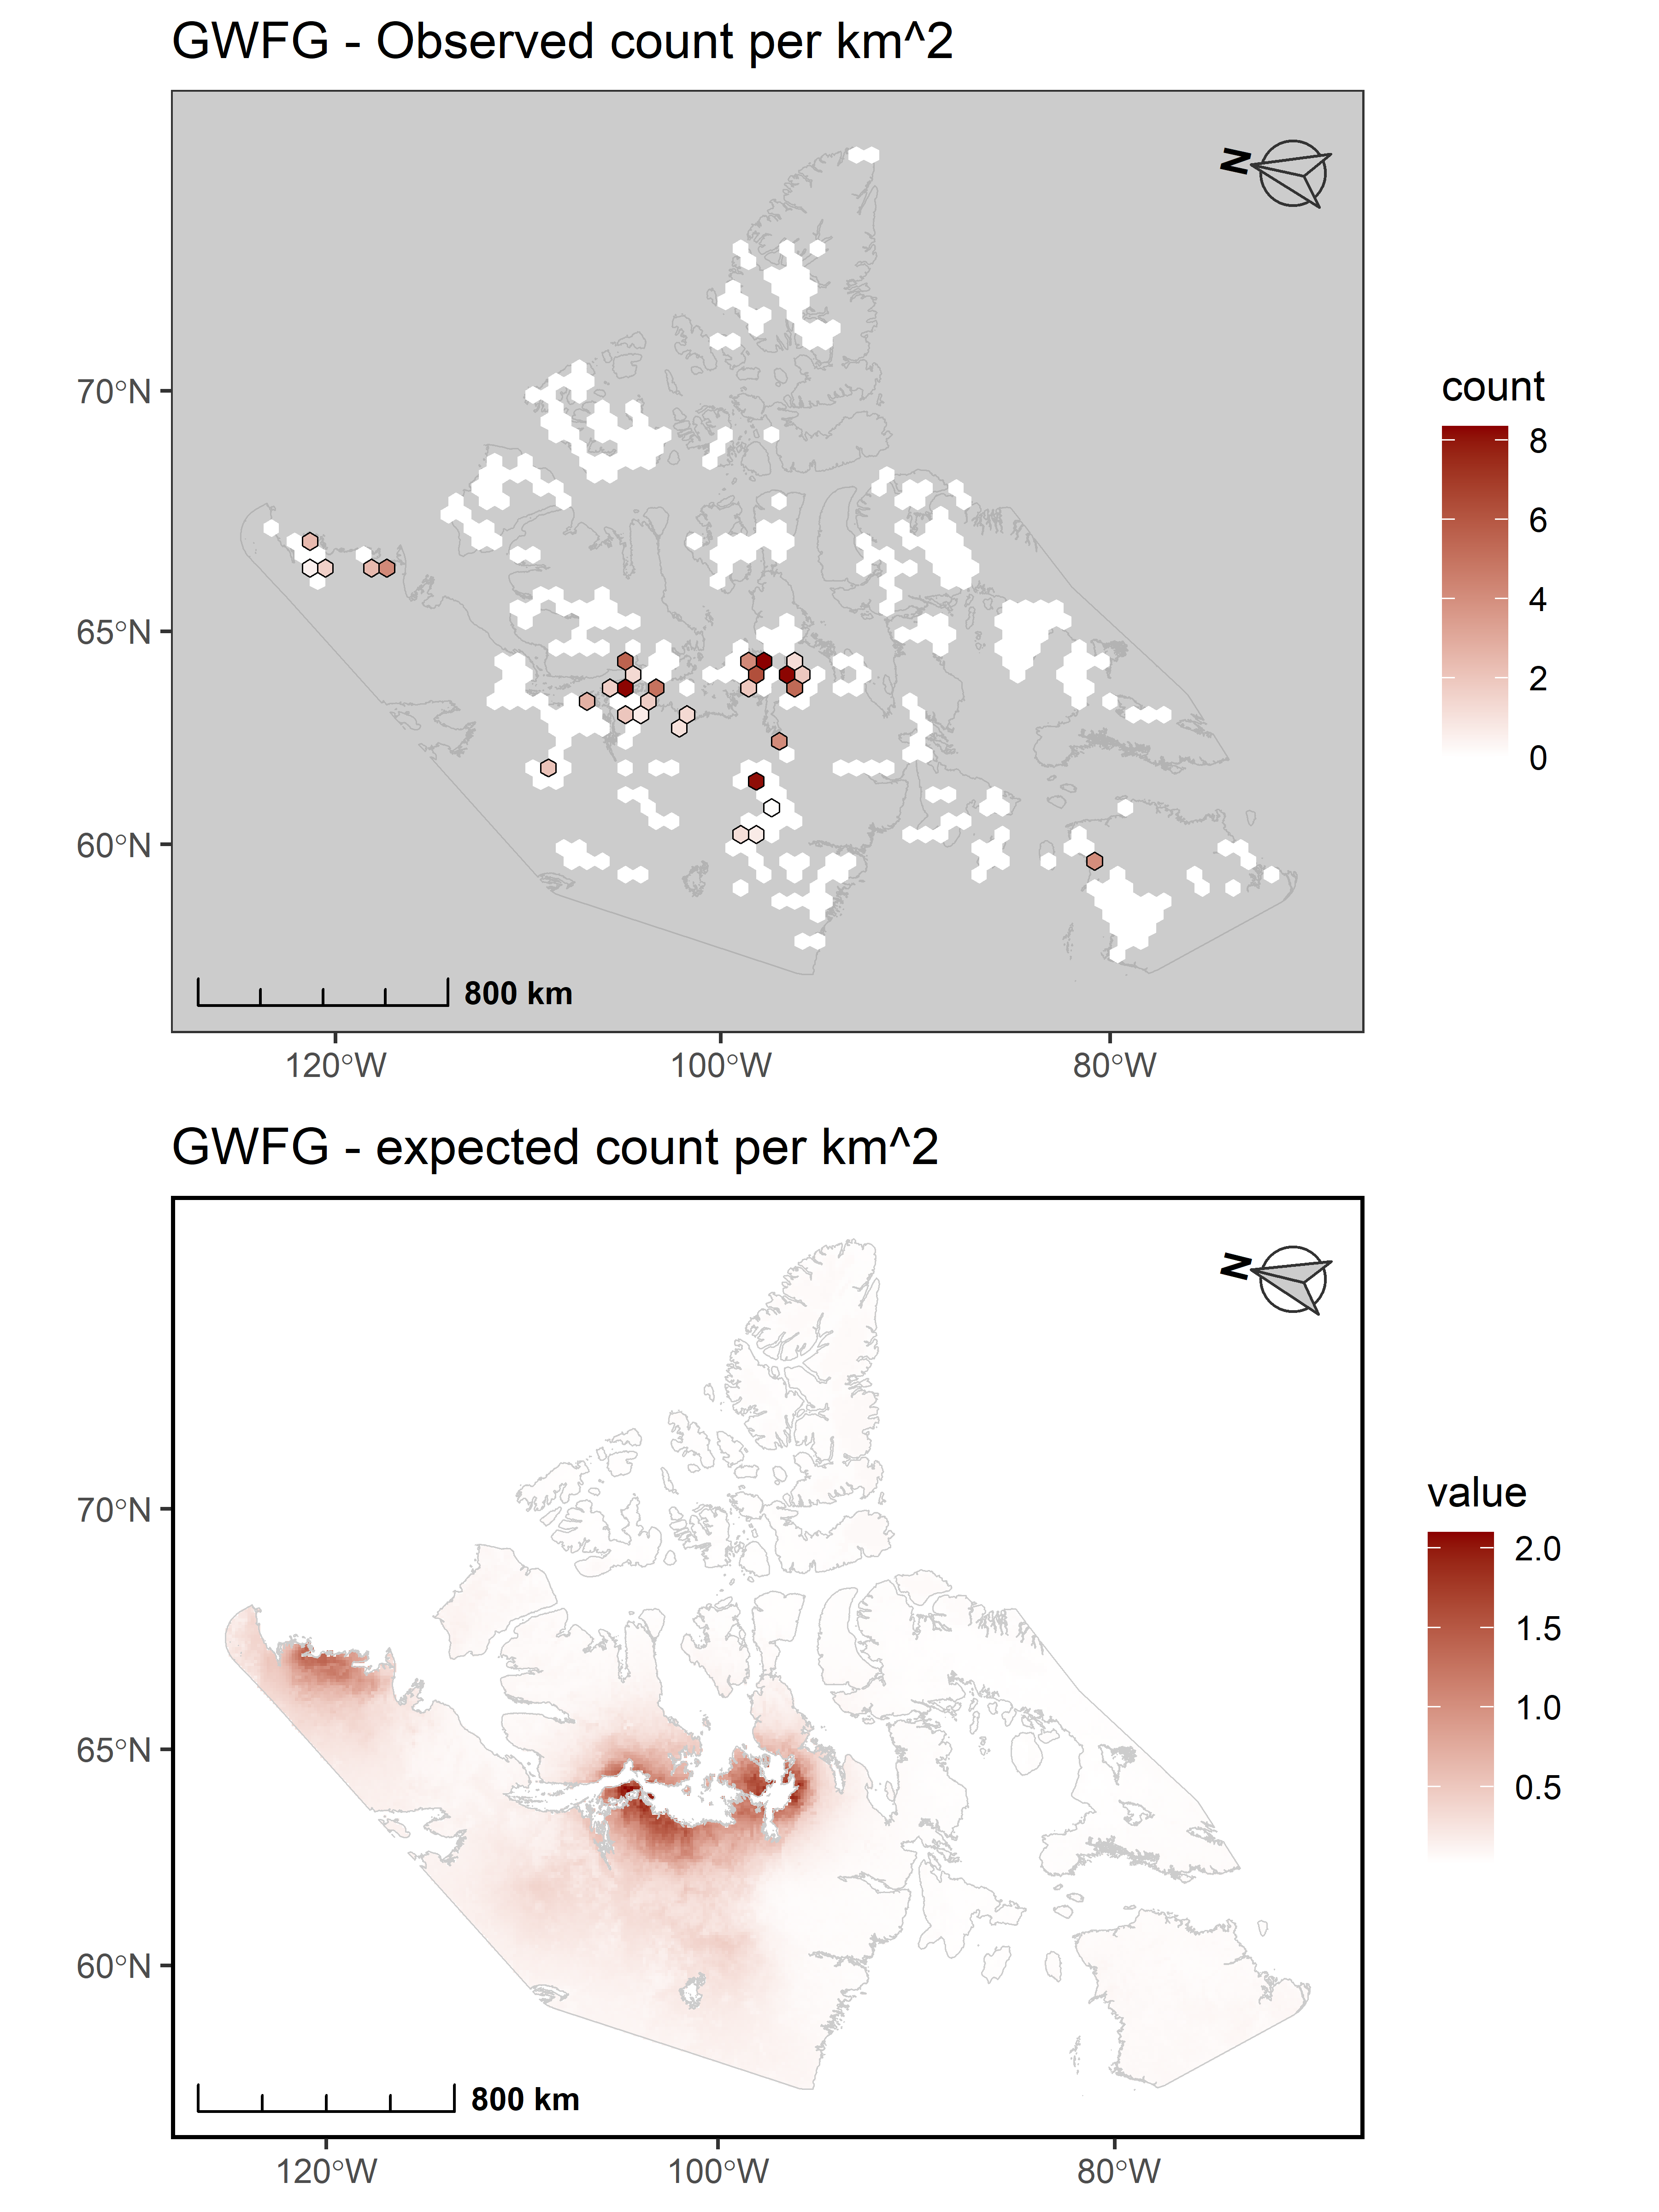 GWFG - Observed count per km^2
N
70°N
65°N
60°N
800 km
120°W
100°W
80°W
count
8
6
4
2
0
GWFG - expected count per km^2
N
70°N
65°N
60°N
800 km
120°W
100°W
80°W
value
2.0
1.5
1.0
0.5